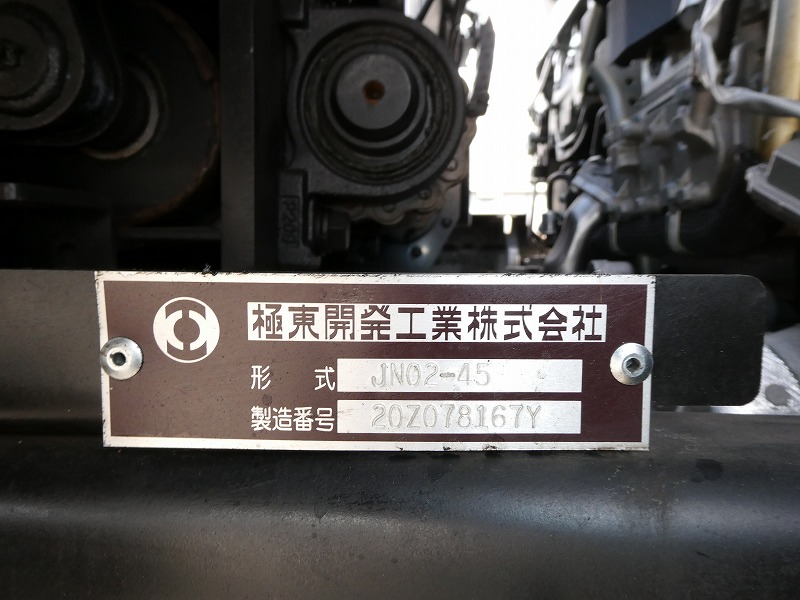 極東開発工業株式会社
形 式 JN02-45
製造番号 20Z078167Y